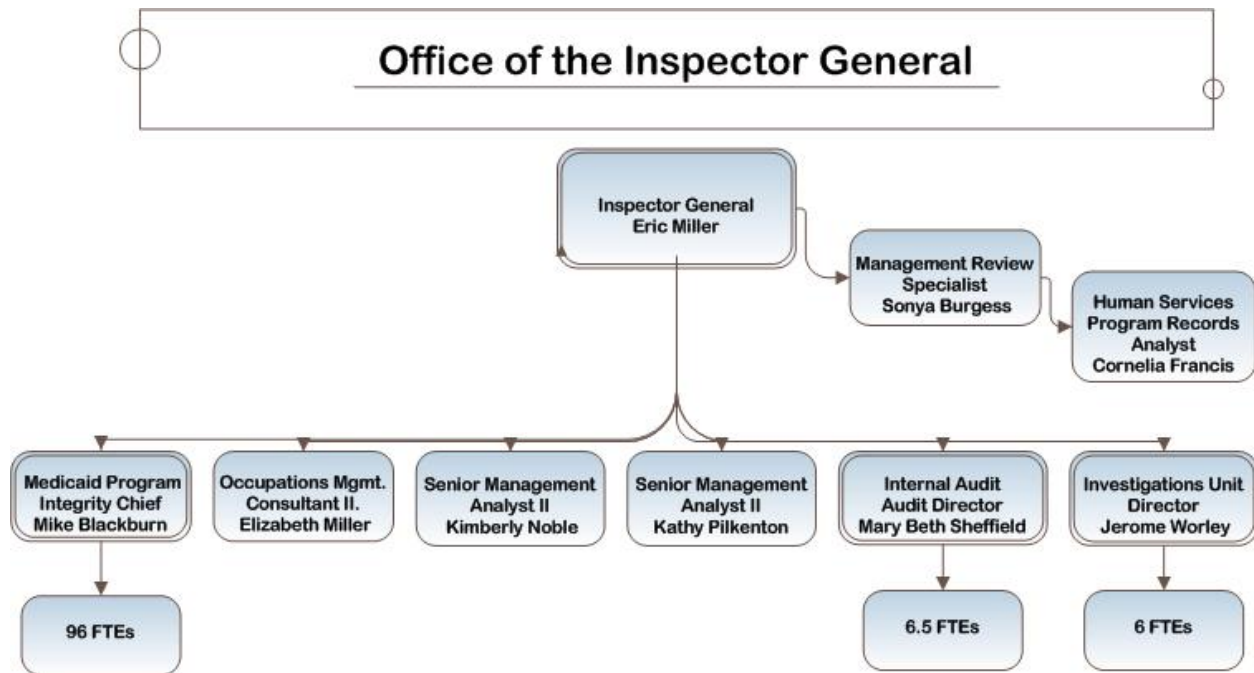 Office of the Inspector General
Inspector General
Eric Miller
Management Review
Specialist
Sonya Burgess
Human Services
Program Records
Analyst
Cornelia Francis
Medicaid Program
Integrity Chief
Mike Blackburn
Occupations Mgmt.
Consultant II.
Elizabeth Miller
Senior Management
Analyst II
Kimberly Noble
Senior Management
Analyst II
Kathy Pilkenton
Internal Audit
Audit Director
Mary Beth Sheffield
Investigations Unit
Director
Jerome Worley
96 FTEs
6.5 FTEs
6 FTEs